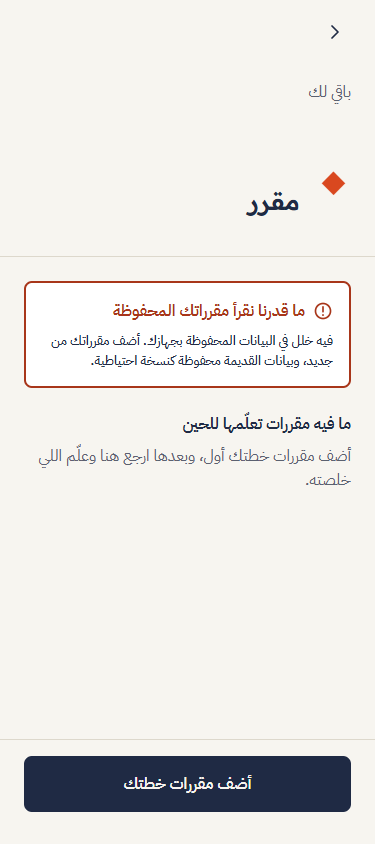 باقي لك
مقرر
ما قدرنا نقرأ مقرراتك المحفوظة
فيه خلل في البيانات المحفوظة بجهازك. أضف مقرراتك من
جديد، وبيانات القديمة محفوظة كنسخة احتياطية.
ما فيه مقررات تعلّمها للحين
أضف مقررات خطتك أول، وبعدها ارجع هنا وعلّم اللي
خلصته.
أضف مقررات خطتك